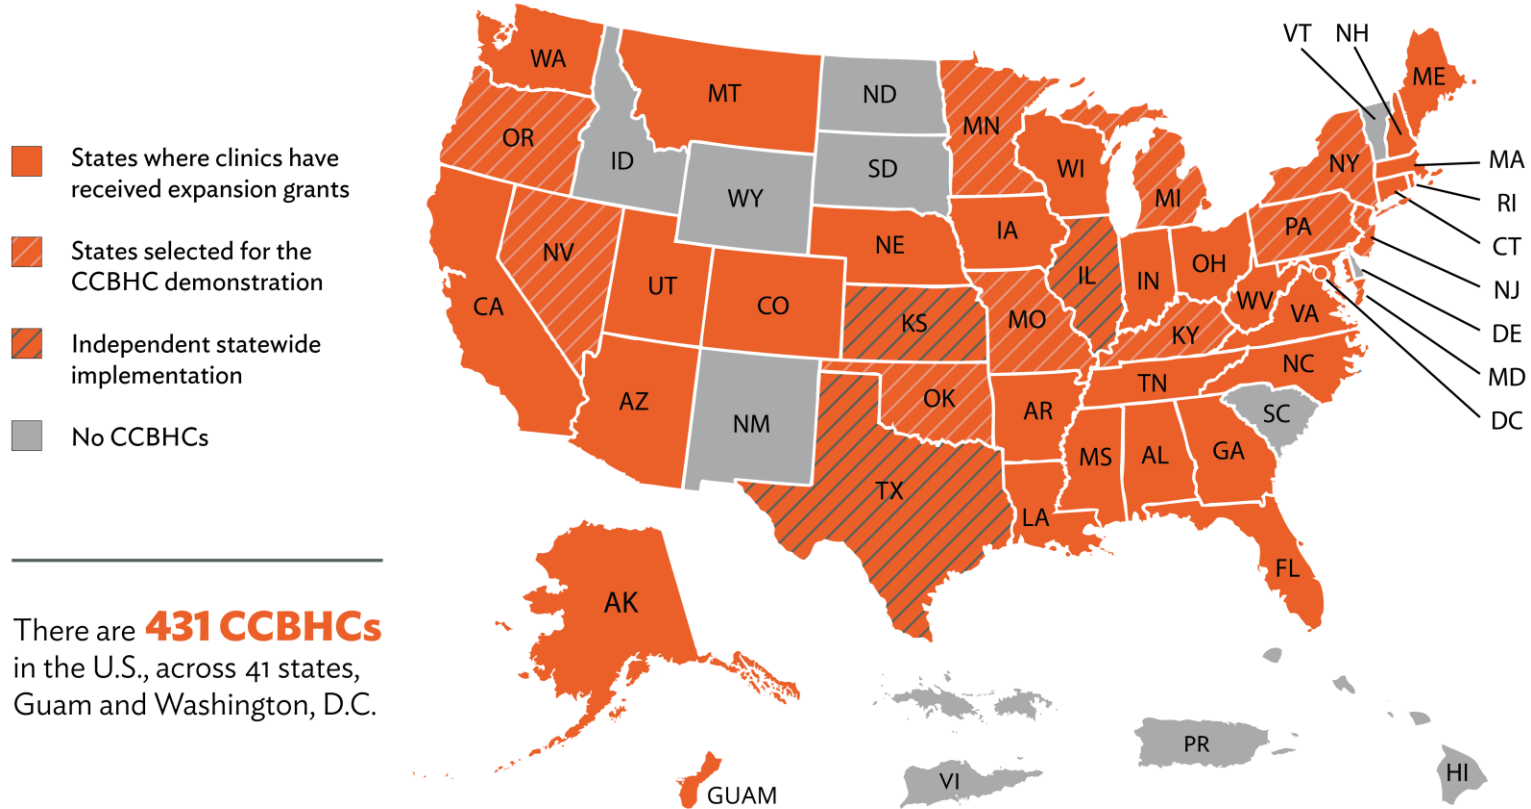 States where clinics have
received expansion grants
States selected for the
CCBHC demonstration
Independent statewide
implementation
No CCBHCs
There are 431 CCBHCs
in the U.S., across 41 states,
Guam and Washington, D.C.
VT NH
WA
MT
ND
MN
ME
OR
ID
SD
WI
NY
MA
WY
MI
RI
NV
NE
IA
PA
CT
UT
CO
IL
IN
OH
NJ
CA
KS
MO
WV
VA
DE
KY
MD
AZ
NM
OK
AR
TN
NC
DC
SC
TX
MS
AL
GA
LA
FL
AK
GUAM
VI
PR
HI